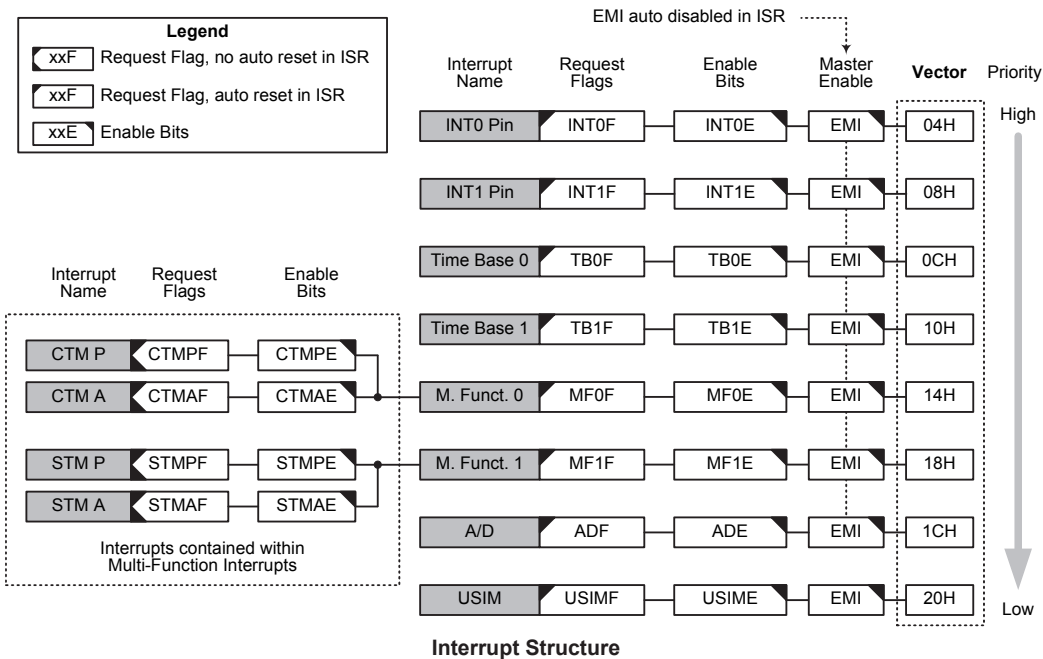 EMI auto disabled in ISR
Legend
xxF Request Flag, no auto reset in ISR
xxF Request Flag, auto reset in ISR
xxE Enable Bits
Interrupt Name Request Flags Enable Bits Master Enable Vector Priority
High
INT0 Pin INT0F INT0E EMI 04H
INT1 Pin INT1F INT1E EMI 08H
Time Base 0 TB0F TB0E EMI 0CH
Time Base 1 TB1F TB1E EMI 10H
Interrupt Name Request Flags Enable Bits
CTM P CTMPF CTMPE
CTM A CTMAF CTMAE M. Funct. 0 MF0F MF0E EMI 14H
STM P STMPF STMPE M. Funct. 1 MF1F MF1E EMI 18H
STM A STMAF STMAE
Interrupts contained within
Multi-Function Interrupts
A/D ADF ADE EMI 1CH
USIM USIMF USIME EMI 20H
Low
Interrupt Structure